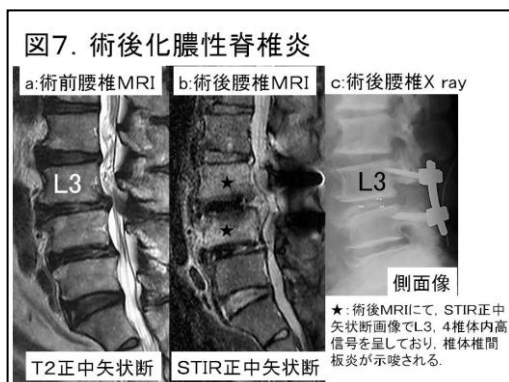 図7. 術後化膿性脊椎炎
a:術前腰椎MRI
b:術後腰椎MRI
c:術後腰椎X ray
L3
T2正中矢状断
★
★
STIR正中矢状断
L3
側面像
★:術後MRIにて, STIR正中
矢状断画像でL3, 4椎体内高
信号を呈しており, 椎体椎間
板炎が示唆される.